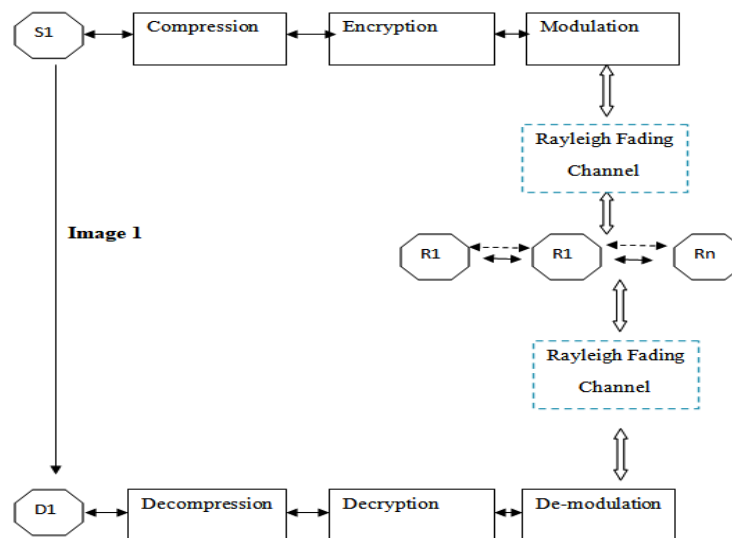 S1
Compression
Encryption
Modulation
Rayleigh Fading
Channel
Image 1
R1
R1
Rn
Rayleigh Fading
Channel
D1
Decompression
Decryption
De-modulation